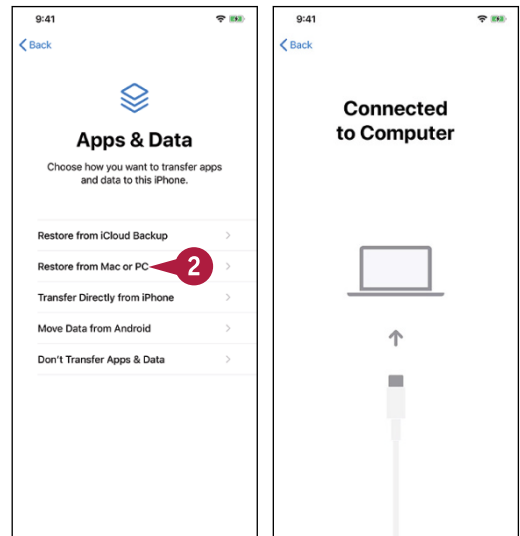 9:41
Back
Apps & Data
Choose how you want to transfer apps
and data to this iPhone.
Restore from iCloud Backup
Restore from Mac or PC
2
Transfer Directly from iPhone
Move Data from Android
Don't Transfer Apps & Data
9:41
Back
Connected
to Computer